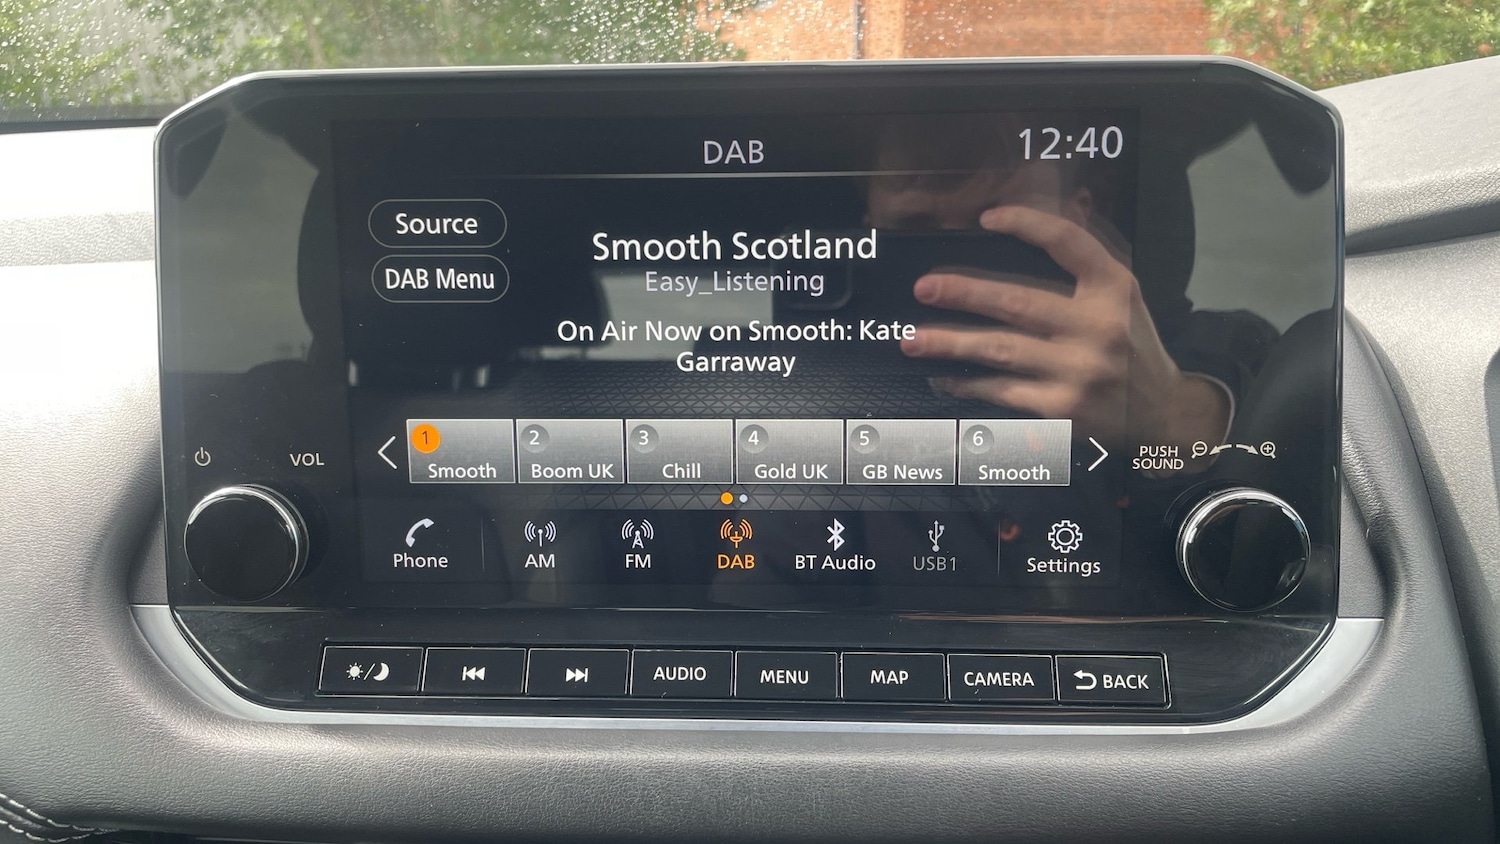 DAB
12:40
Source
DAB Menu
Smooth Scotland
Easy_Listening
On Air Now on Smooth: Kate
Garraway
1 Smooth
2 Boom UK
3 Chill
4 Gold UK
5 GB News
6 Smooth
VOL
PUSH
SOUND
Phone
AM
FM
DAB
BT Audio
USB1
Settings
AUDIO
MENU
MAP
CAMERA
BACK